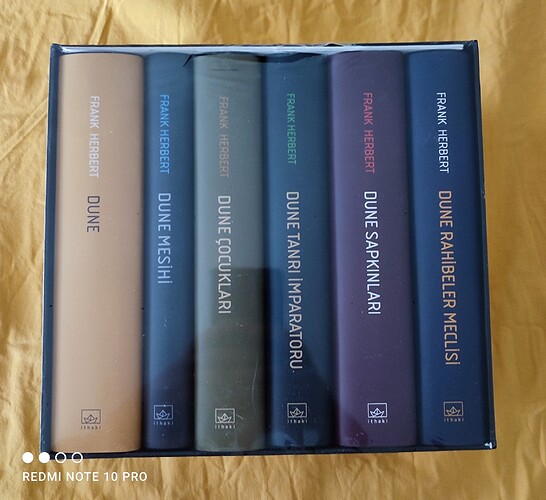 FRANK HERBERT DUNE
ithaki
FRANK HERBERT DUNE MESİHİ
ithaki
FRANK HERBERT DUNE ÇOCUKLARI
ithaki
FRANK HERBERT DUNE TANRI İMPARATORU
ithaki
FRANK HERBERT DUNE SAPKINLARI
ithaki
FRANK HERBERT DUNE RAHİBELER MECLİSİ
ithaki
REDMI NOTE 10 PRO